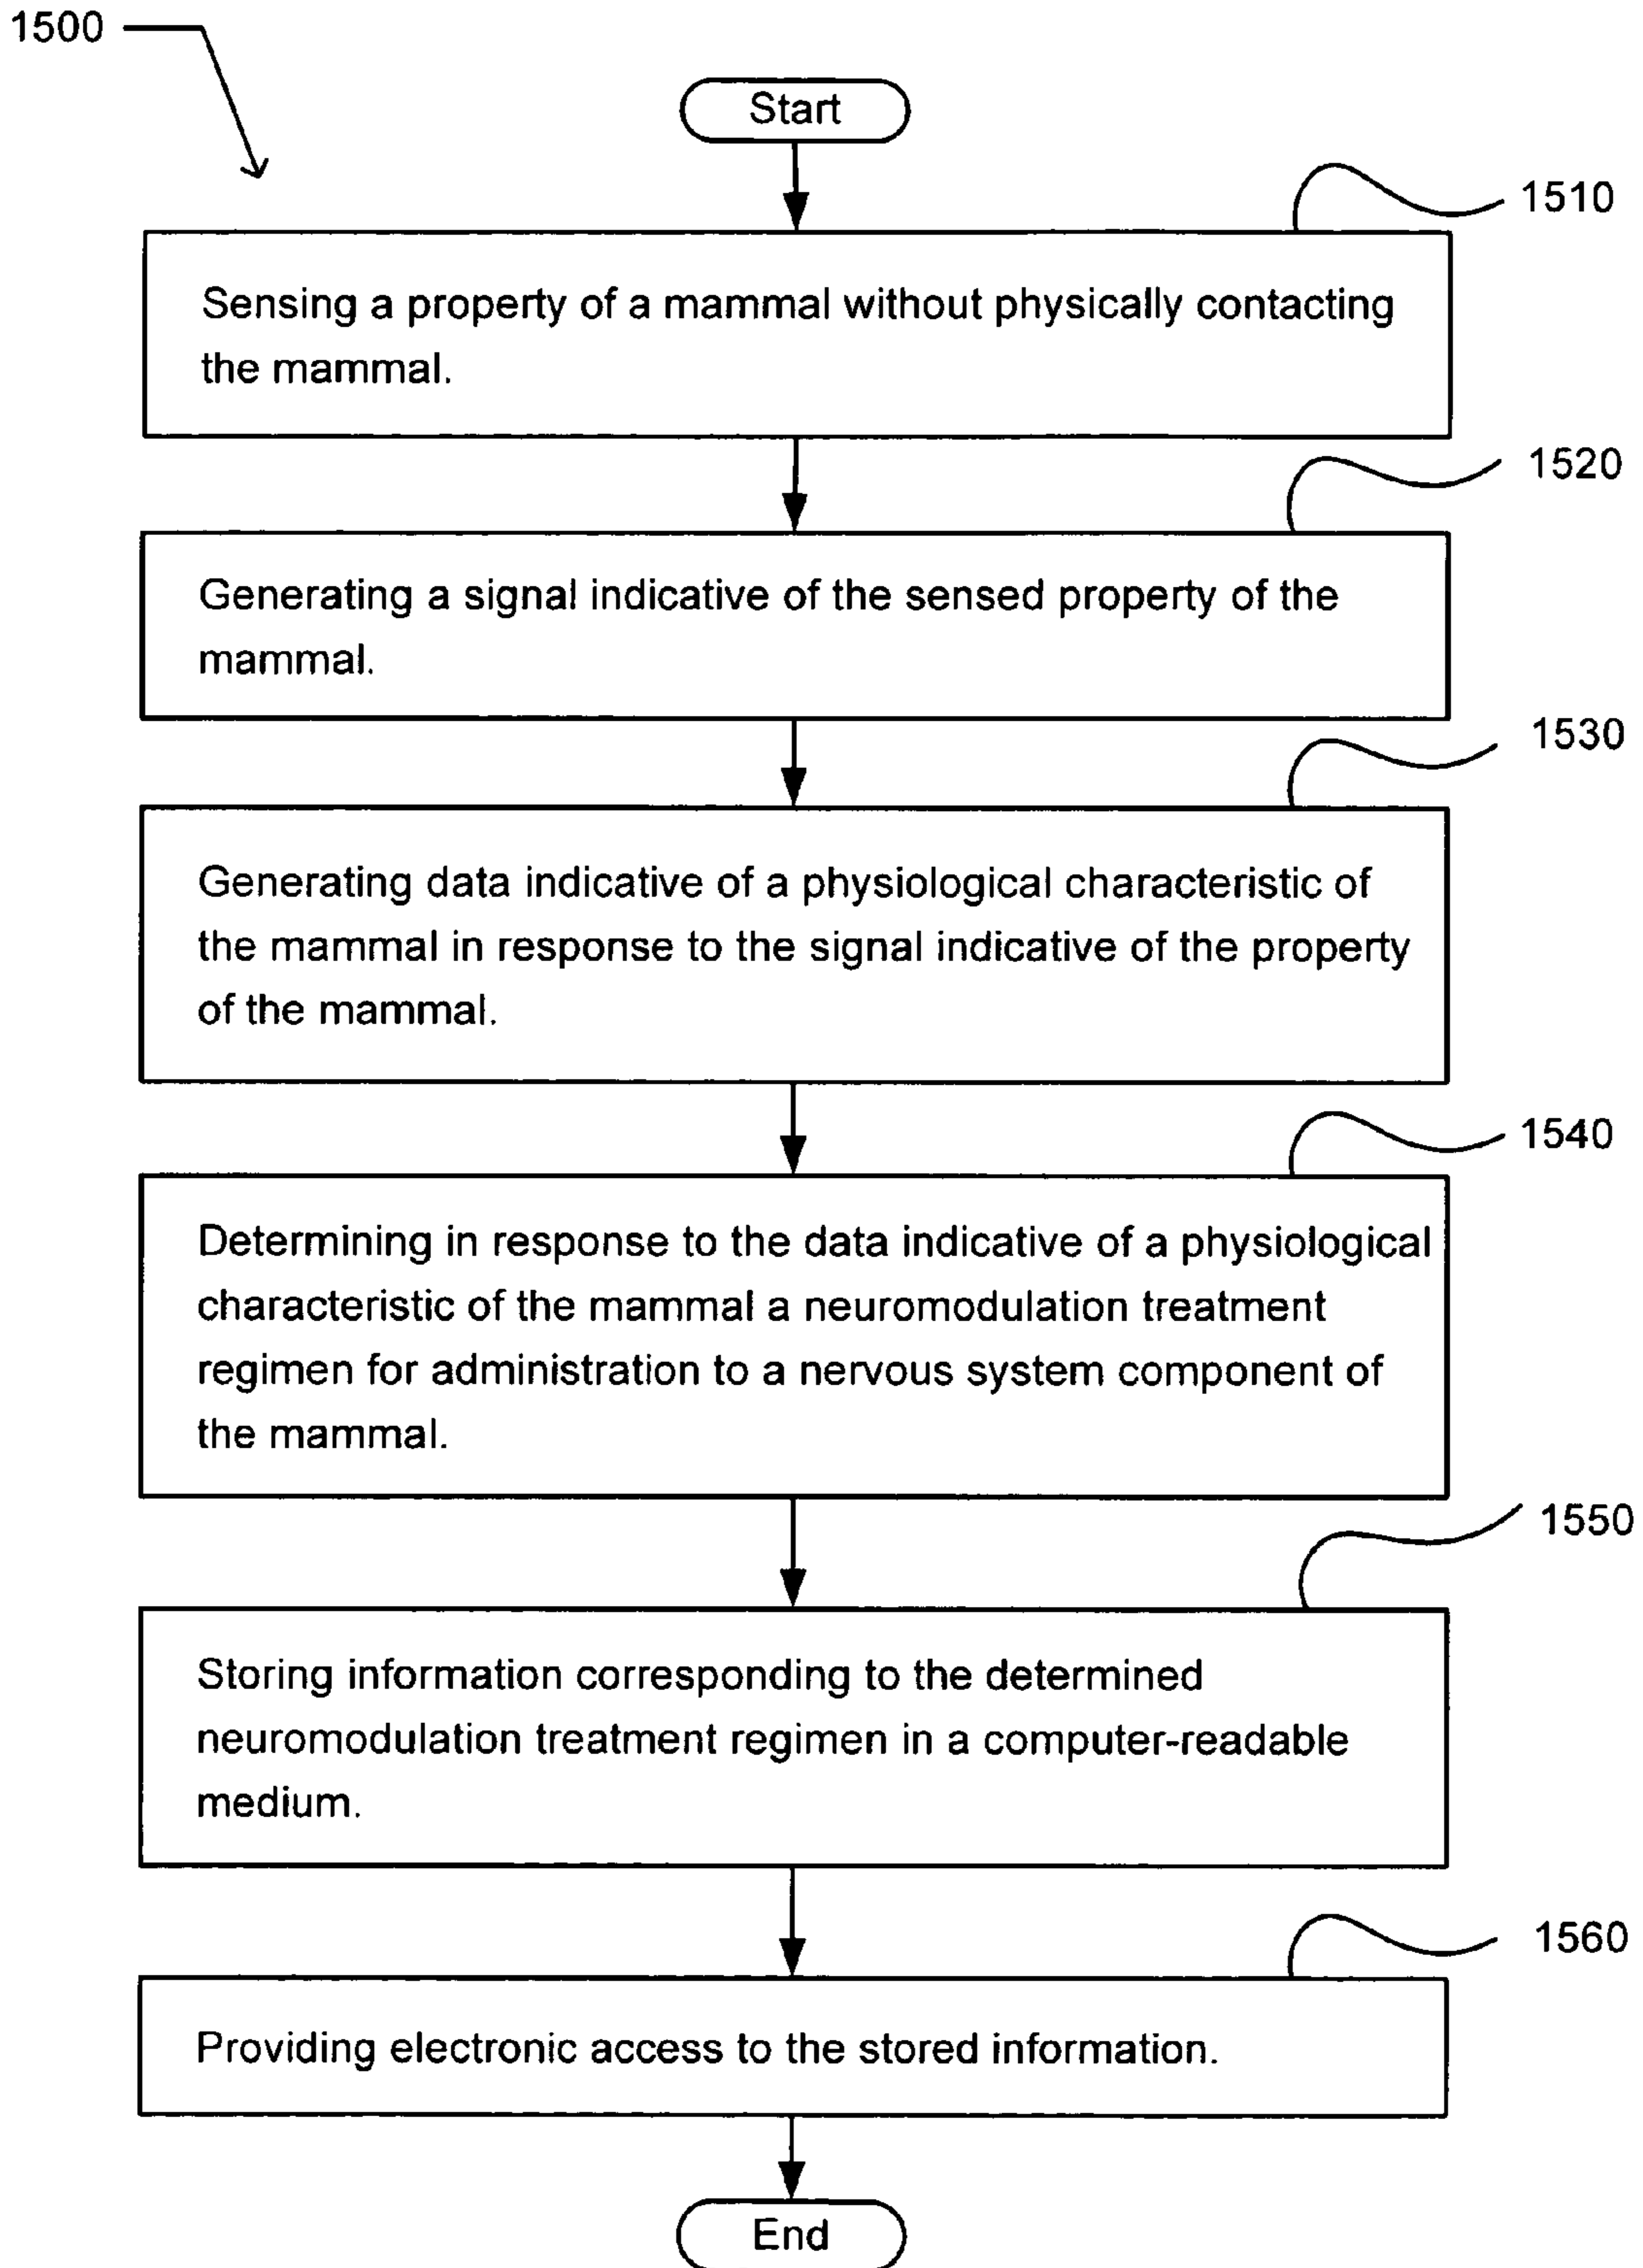 1500
Start
1510
Sensing a property of a mammal without physically contacting
the mammal.
1520
Generating a signal indicative of the sensed property of the
mammal.
1530
Generating data indicative of a physiological characteristic of
the mammal in response to the signal indicative of the property
of the mammal.
1540
Determining in response to the data indicative of a physiological
characteristic of the mammal a neuromodulation treatment
regimen for administration to a nervous system component of
the mammal.
1550
Storing information corresponding to the determined
neuromodulation treatment regimen in a computer-readable
medium.
1560
Providing electronic access to the stored information.
End